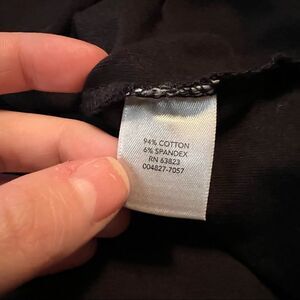 94% COTTON
6% SPANDEX
RN 63823
004827-7057